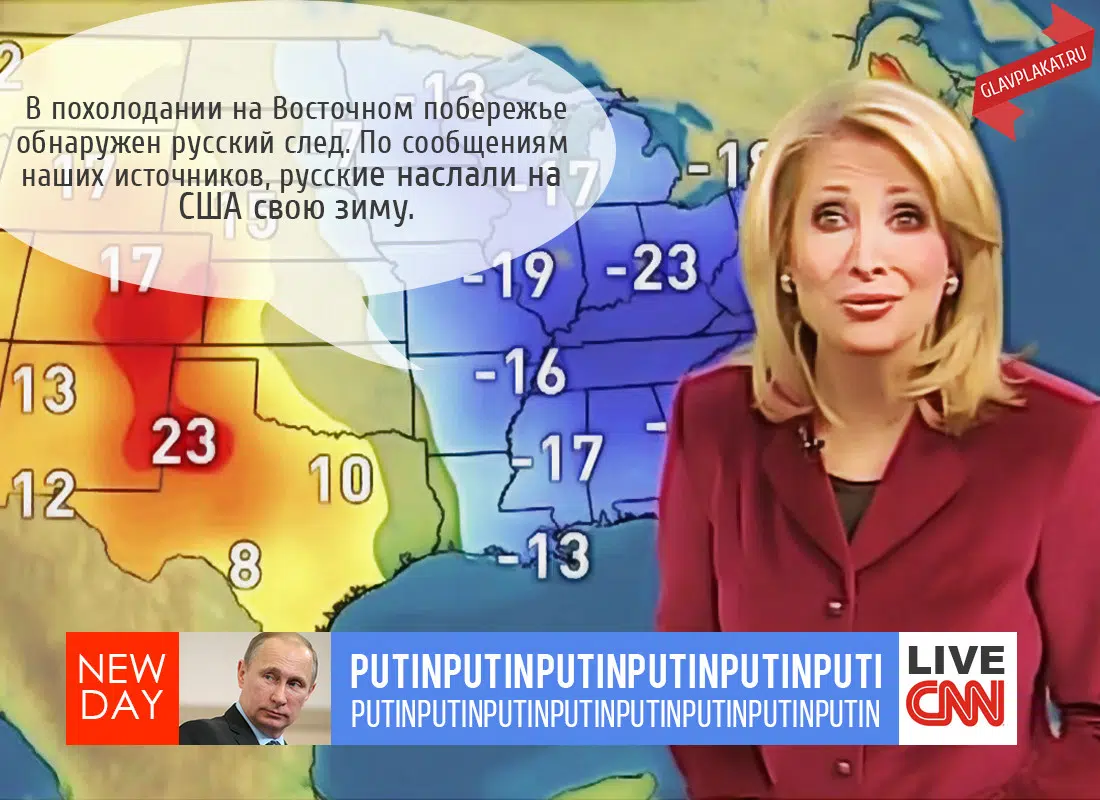 GLAVPLAKAT.RU
В похолодании на Восточном побережье
обнаружен русский след. По сообщениям
наших источников, русские наслали на
США свою зиму.
-13
17
15
-17
17
-19
-23
-16
13
23
-17
12
10
8
-13
NEW
DAY
PUTINPUTINPUTINPUTINPUTINPUTI
PUTINPUTINPUTINPUTINPUTINPUTINPUTINPUTIN
LIVE
CNN